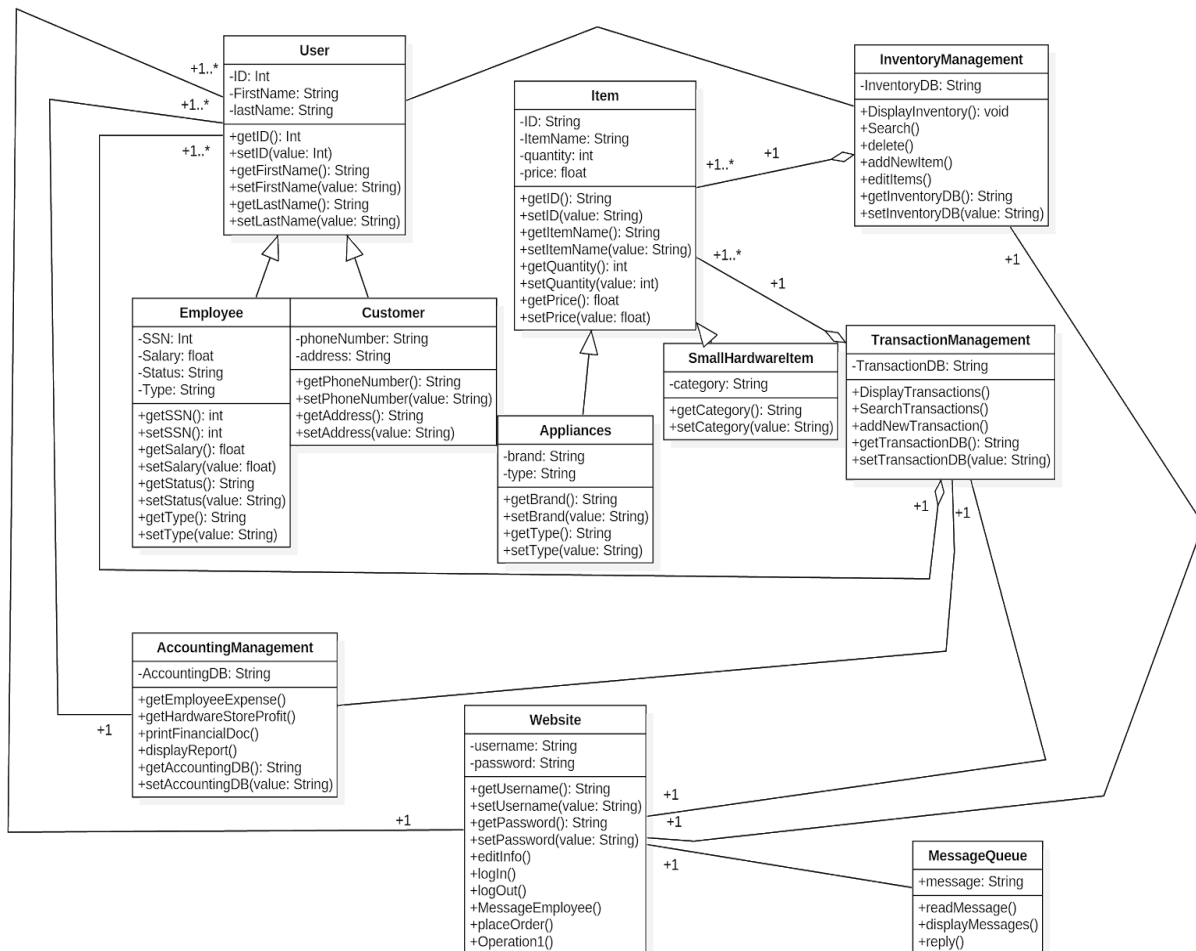 User
-ID: Int
-FirstName: String
-lastName: String
+getID(): Int
+setID(value: Int)
+getFirstName(): String
+setFirstName(value: String)
+getLastName(): String
+setLastName(value: String)
+1..*
+1..*
+1..*
Item
-ID: String
-ItemName: String
-quantity: int
-price: float
+getID(): String
+setID(value: String)
+getItemName(): String
+setItemName(value: String)
+getQuantity(): int
+setQuantity(value: int)
+getPrice(): float
+setPrice(value: float)
+1..*
+1
+1..*
+1
InventoryManagement
-InventoryDB: String
+DisplayInventory(): void
+Search()
+delete()
+addNewItem()
+editItems()
+getInventoryDB(): String
+setInventoryDB(value: String)
+1
Employee
-SSN: Int
-Salary: float
-Status: String
-Type: String
+getSSN(): int
+setSSN(): int
+getSalary(): float
+setSalary(value: float)
+getStatus(): String
+setStatus(value: String)
+getType(): String
+setType(value: String)
Customer
-phoneNumber: String
-address: String
+getPhoneNumber(): String
+setPhoneNumber(value: String)
+getAddress(): String
+setAddress(value: String)
SmallHardwareItem
-category: String
+getCategory(): String
+setCategory(value: String)
TransactionManagement
-TransactionDB: String
+DisplayTransactions()
+SearchTransactions()
+addNewTransaction()
+getTransactionDB(): String
+setTransactionDB(value: String)
+1
+1
Appliances
-brand: String
-type: String
+getBrand(): String
+setBrand(value: String)
+getType(): String
+setType(value: String)
AccountingManagement
-AccountingDB: String
+getEmployeeExpense()
+getHardwareStoreProfit()
+printFinancialDoc()
+displayReport()
+getAccountingDB(): String
+setAccountingDB(value: String)
+1
Website
-username: String
-password: String
+getUsername(): String
+setUsername(value: String)
+getPassword(): String
+setPassword(value: String)
+editInfo()
+logIn()
+logOut()
+MessageEmployee()
+placeOrder()
+Operation1()
+1
+1
+1
+1
MessageQueue
+message: String
+readMessage()
+displayMessages()
+reply()